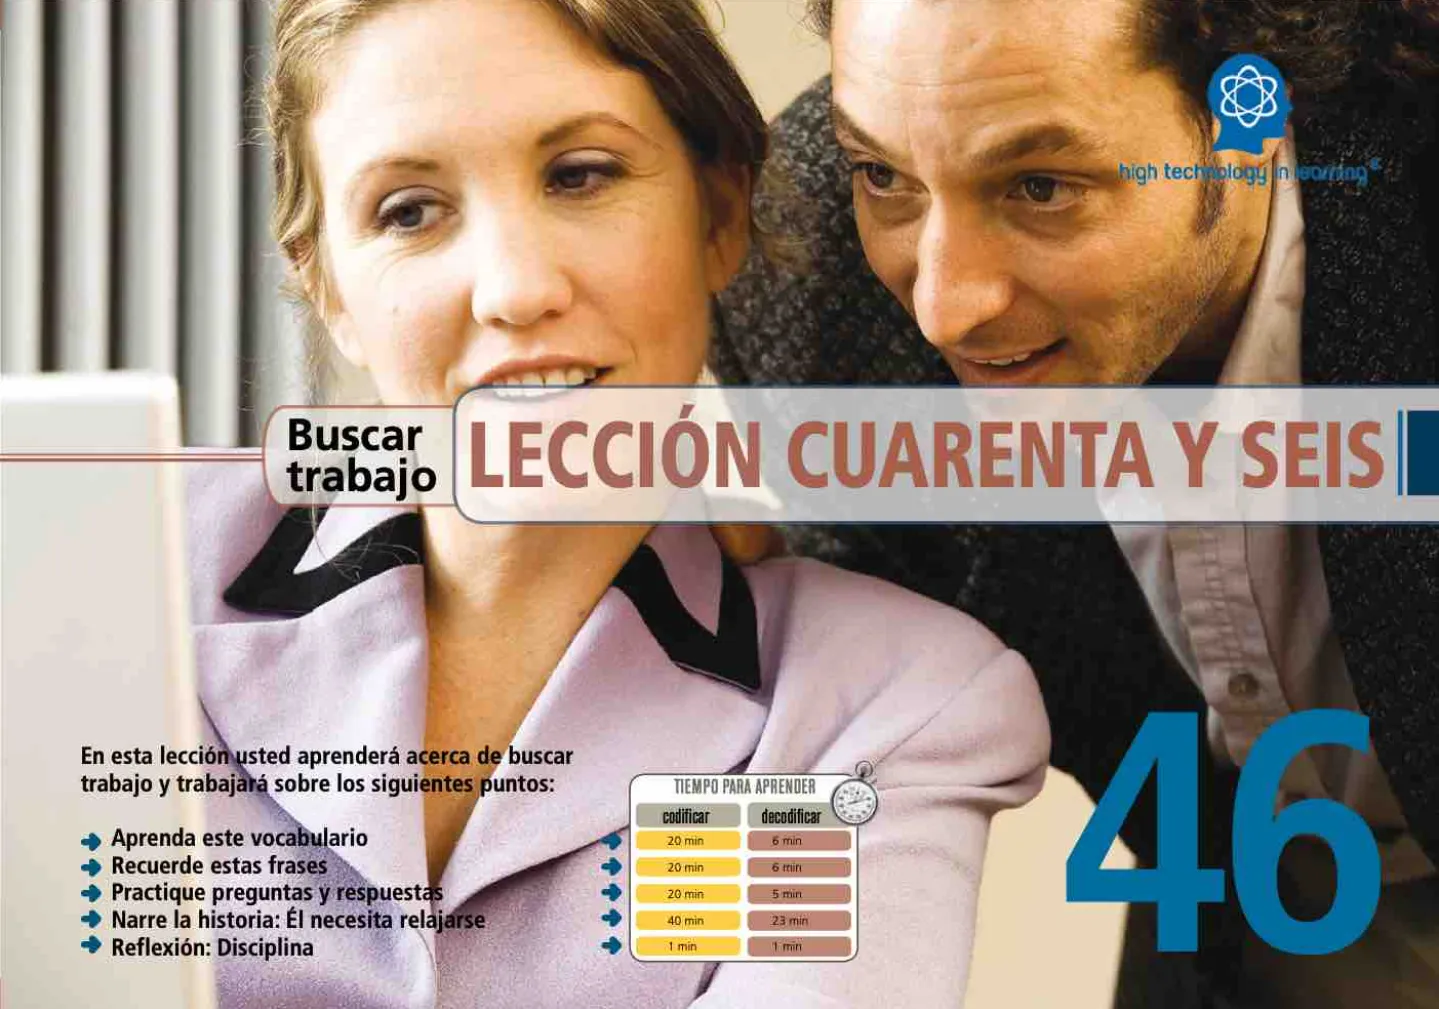 high technology in learning®
Buscar
trabajo
LECCIÓN CUARENTA Y SEIS
En esta lección usted aprenderá acerca de buscar
trabajo y trabajará sobre los siguientes puntos:
Aprenda este vocabulario
Recuerde estas frases
Practique preguntas y respuestas
Narre la historia: Él necesita relajarse
Reflexión: Disciplina
TIEMPO PARA APRENDER
codificar decodificar
20 min 6 min
20 min 6 min
20 min 5 min
40 min 23 min
1 min 1 min
46